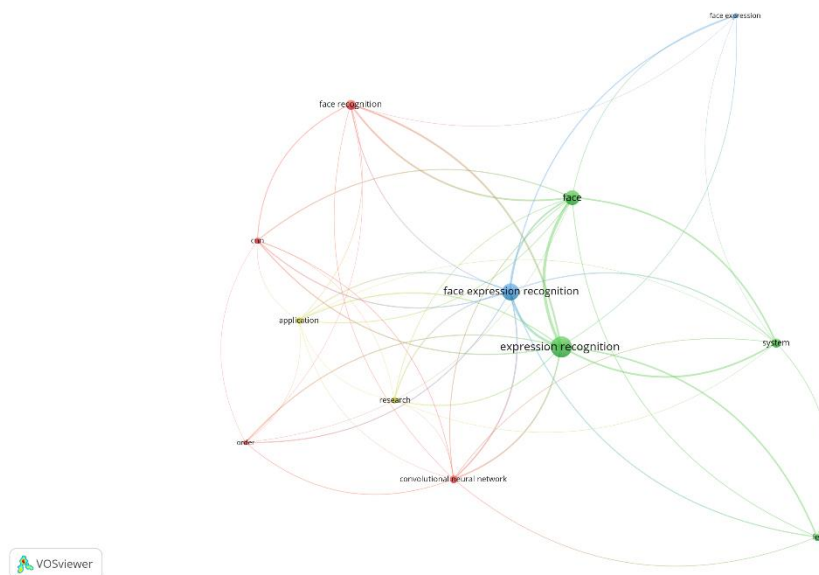 face expression
face recognition
face
cnn
face expression recognition
application
system
expression recognition
research
order
convolutional neural network
VOSviewer